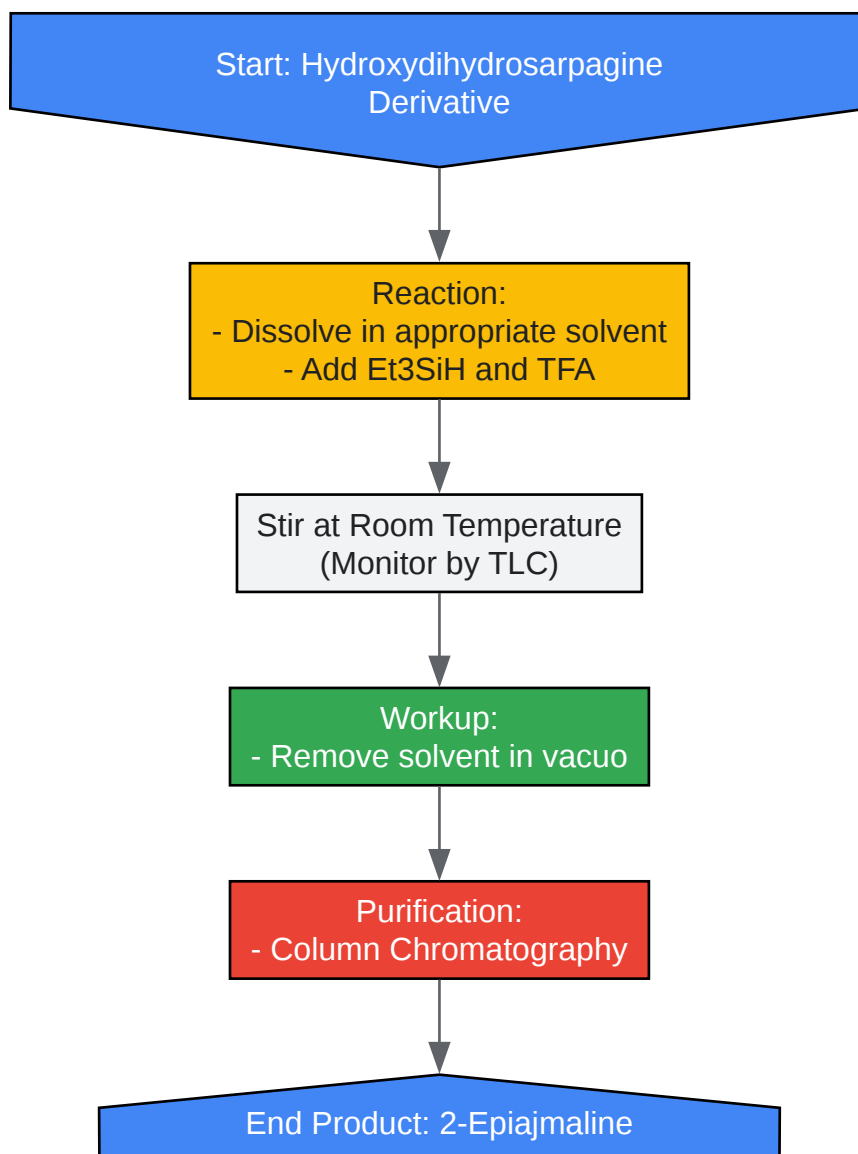 Start: Hydroxydihydrosarpagine
Derivative
Reaction:
- Dissolve in appropriate solvent
- Add Et3SiH and TFA
Stir at Room Temperature
(Monitor by TLC)
Workup:
- Remove solvent in vacuo
Purification:
- Column Chromatography
End Product: 2-Epiajmaline